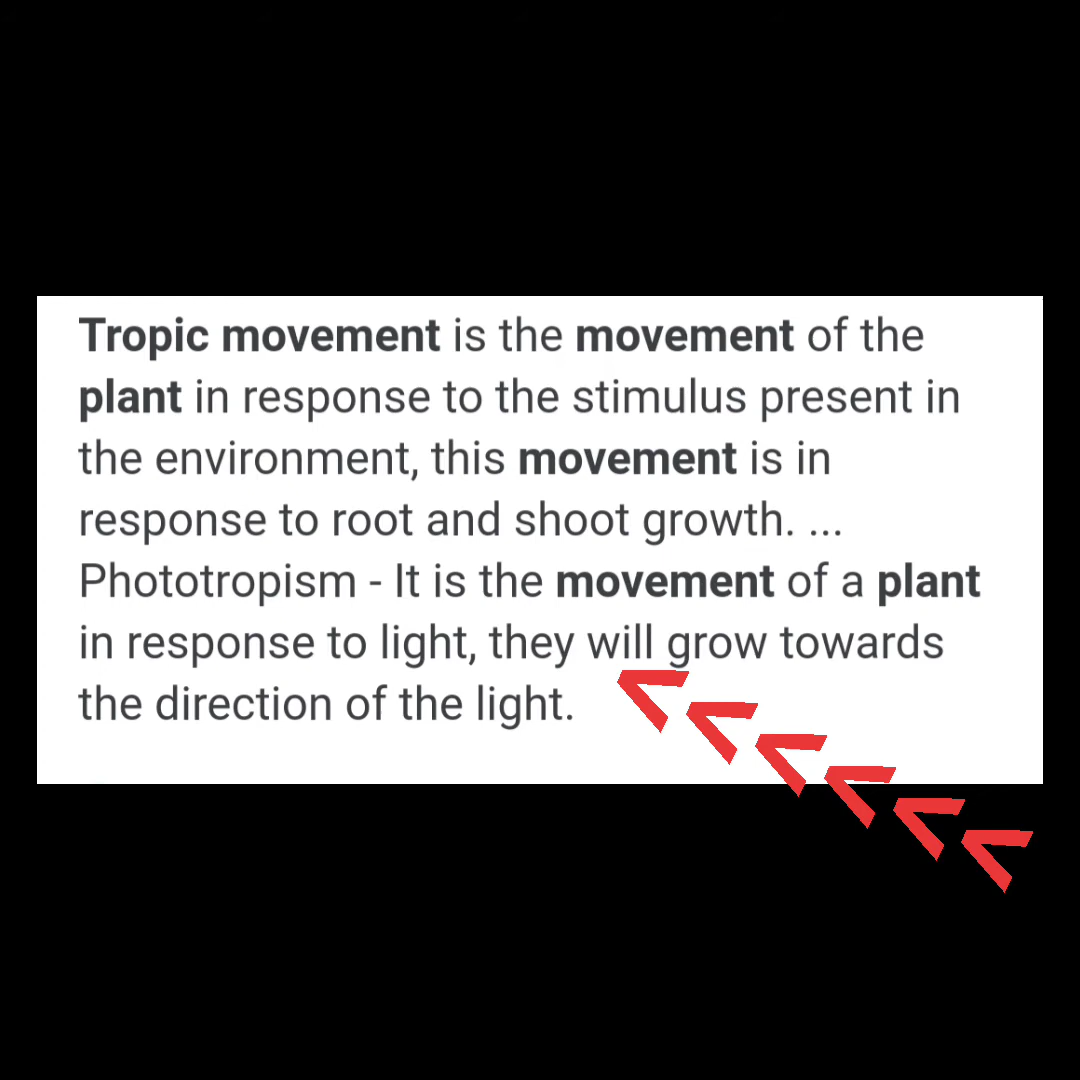 Tropic movement is the movement of the
plant in response to the stimulus present in
the environment, this movement is in
response to root and shoot growth. ...
Phototropism - It is the movement of a plant
in response to light, they will grow towards
the direction of the light.